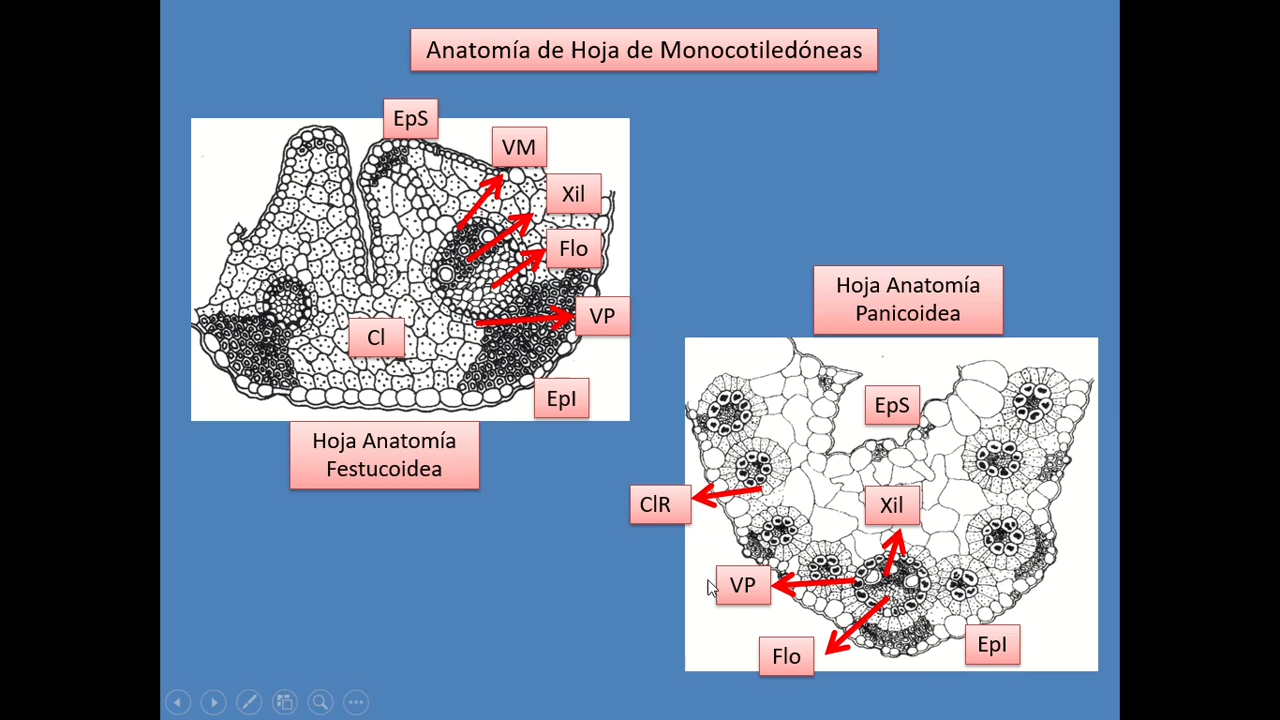 Anatomía de Hoja de Monocotiledóneas
EpS
VM
Xil
Flo
VP
Cl
EpI
Hoja Anatomía
Festucoidea
Hoja Anatomía
Panicoidea
EpS
ClR
Xil
VP
Flo
EpI